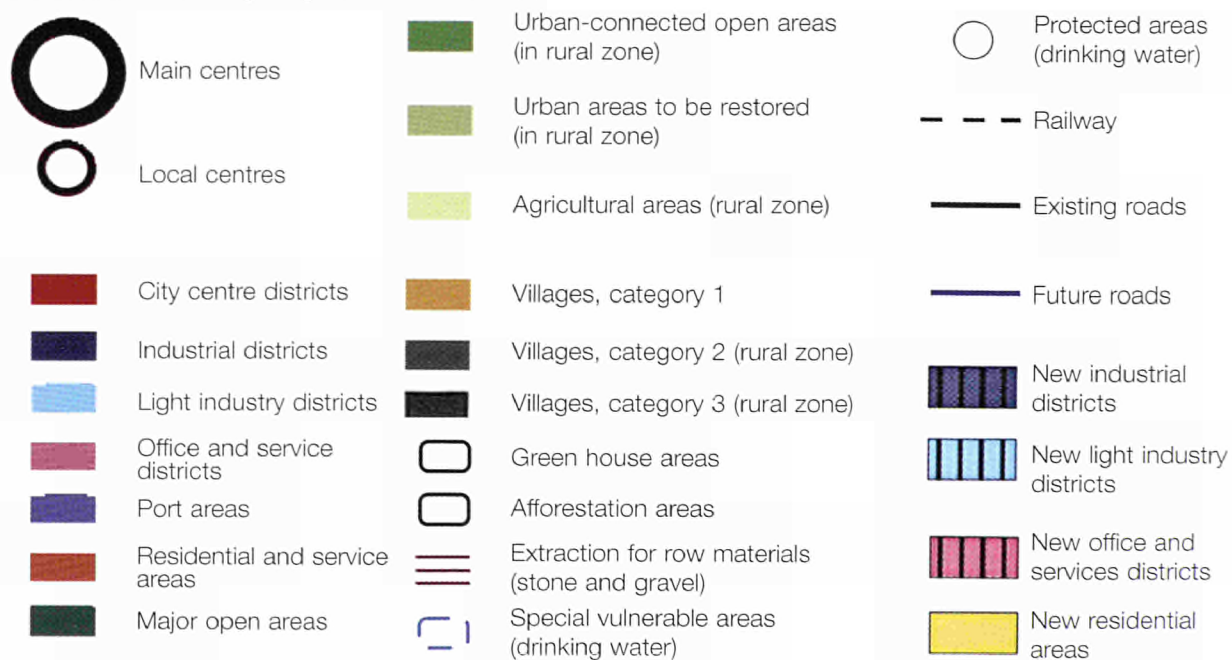 Main centres
Local centres
City centre districts
Industrial districts
Light industry districts
Office and service
districts
Port areas
Residential and service
areas
Major open areas
Urban-connected open areas
(in rural zone)
Urban areas to be restored
(in rural zone)
Agricultural areas (rural zone)
Villages, category 1
Villages, category 2 (rural zone)
Villages, category 3 (rural zone)
Green house areas
Afforestation areas
Extraction for row materials
(stone and gravel)
Special vulnerable areas
(drinking water)
Protected areas
(drinking water)
Railway
Existing roads
Future roads
New industrial
districts
New light industry
districts
New office and
services districts
New residential
areas